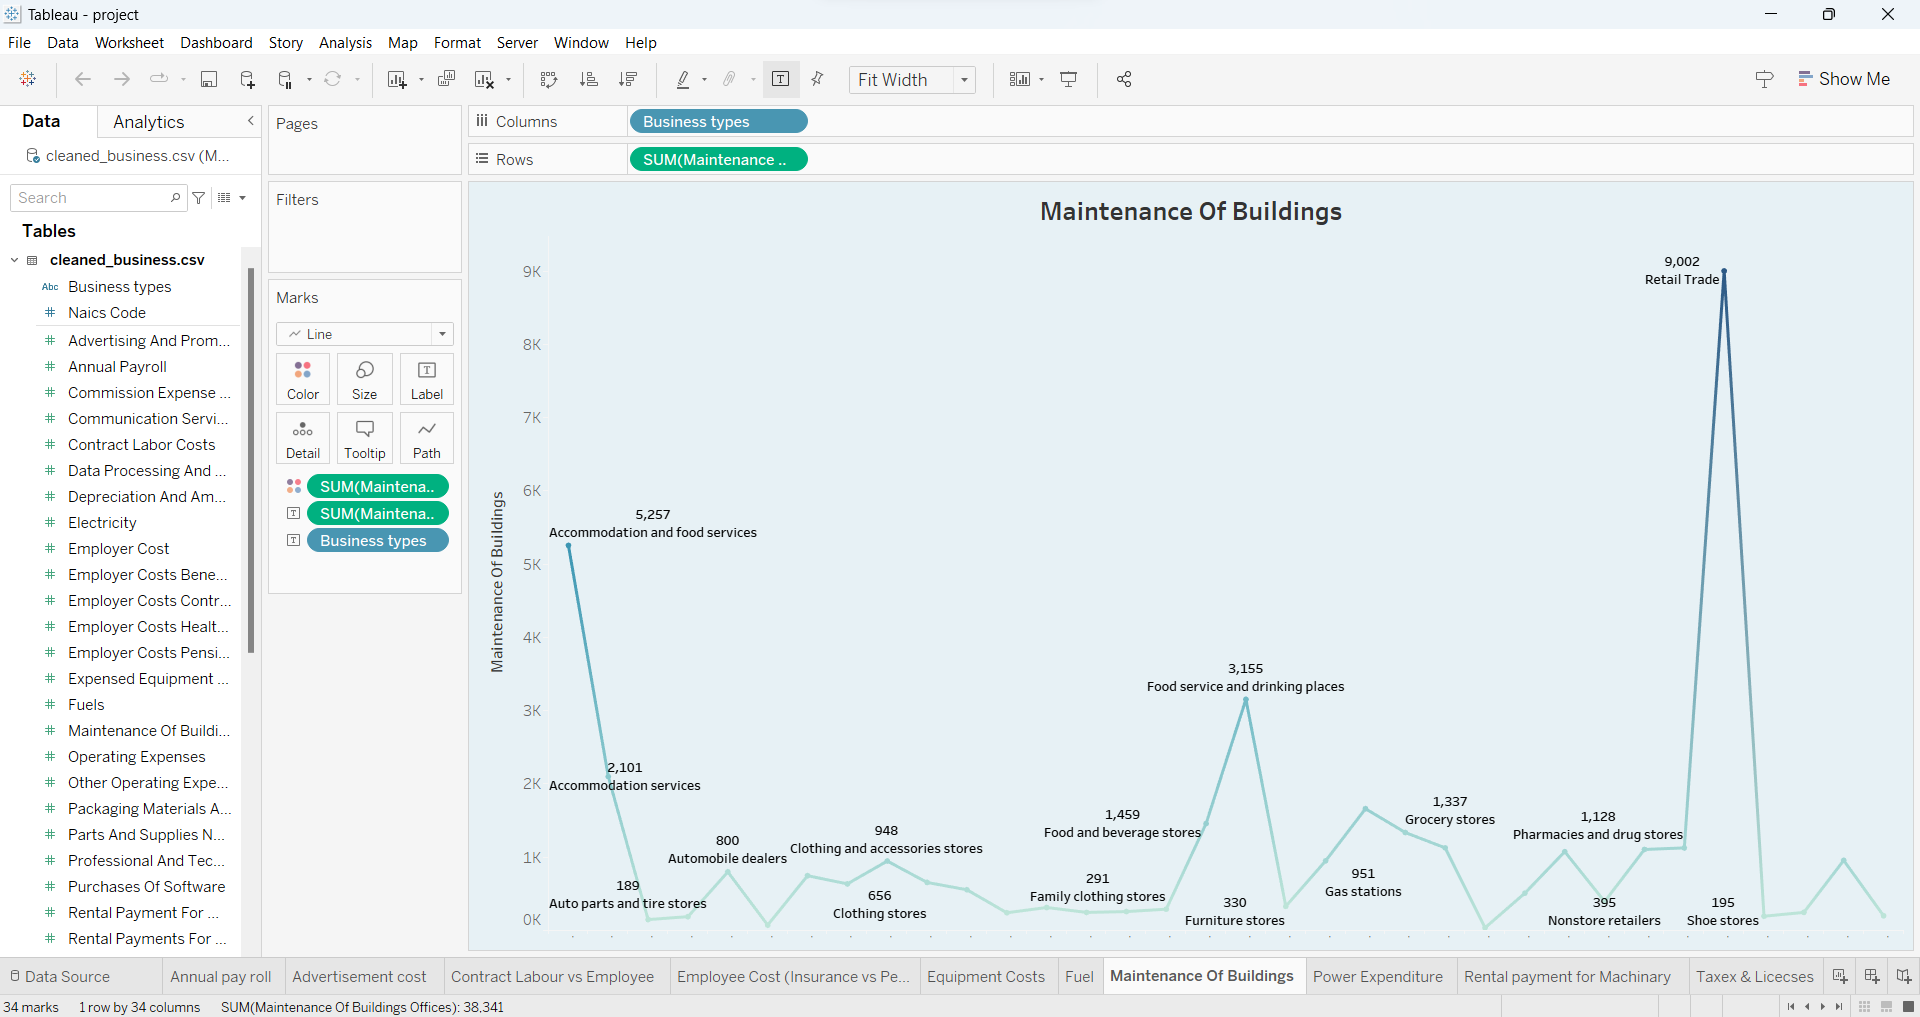 Tableau - project
File Data Worksheet Dashboard Story Analysis Map Format Server Window Help
Fit Width
Show Me
Data
Analytics
cleaned_business.csv (M...
Search
Tables
cleaned_business.csv
Abc Business types
# Naics Code
# Advertising And Prom...
# Annual Payroll
# Commission Expense ...
# Communication Servi...
# Contract Labor Costs
# Data Processing And ...
# Depreciation And Am...
# Electricity
# Employer Cost
# Employer Costs Bene...
# Employer Costs Contr...
# Employer Costs Healt...
# Employer Costs Pensi...
# Expensed Equipment ...
# Fuels
# Maintenance Of Buildi...
# Operating Expenses
# Other Operating Expe...
# Packaging Materials A...
# Parts And Supplies N...
# Professional And Tec...
# Purchases Of Software
# Rental Payment For ...
# Rental Payments For ...
Pages
Filters
Marks
Line
Color
Size
Label
Detail
Tooltip
Path
SUM(Maintena..
SUM(Maintena..
Business types
Columns
Business types
Rows
SUM(Maintenance ..
Maintenance Of Buildings
Maintenance Of Buildings
9K
8K
7K
6K
5K
4K
3K
2K
1K
0K
5,257
Accommodation and food services
2,101
Accommodation services
189
Auto parts and tire stores
800
Automobile dealers
948
Clothing and accessories stores
656
Clothing stores
291
Family clothing stores
1,459
Food and beverage stores
3,155
Food service and drinking places
330
Furniture stores
951
Gas stations
1,337
Grocery stores
395
Nonstore retailers
1,128
Pharmacies and drug stores
9,002
Retail Trade
195
Shoe stores
Data Source
Annual pay roll
Advertisement cost
Contract Labour vs Employee
Employee Cost (Insurance vs Pe...
Equipment Costs
Fuel
Maintenance Of Buildings
Power Expenditure
Rental payment for Machinary
Taxex & Licecses
34 marks
1 row by 34 columns
SUM(Maintenance Of Buildings Offices): 38,341